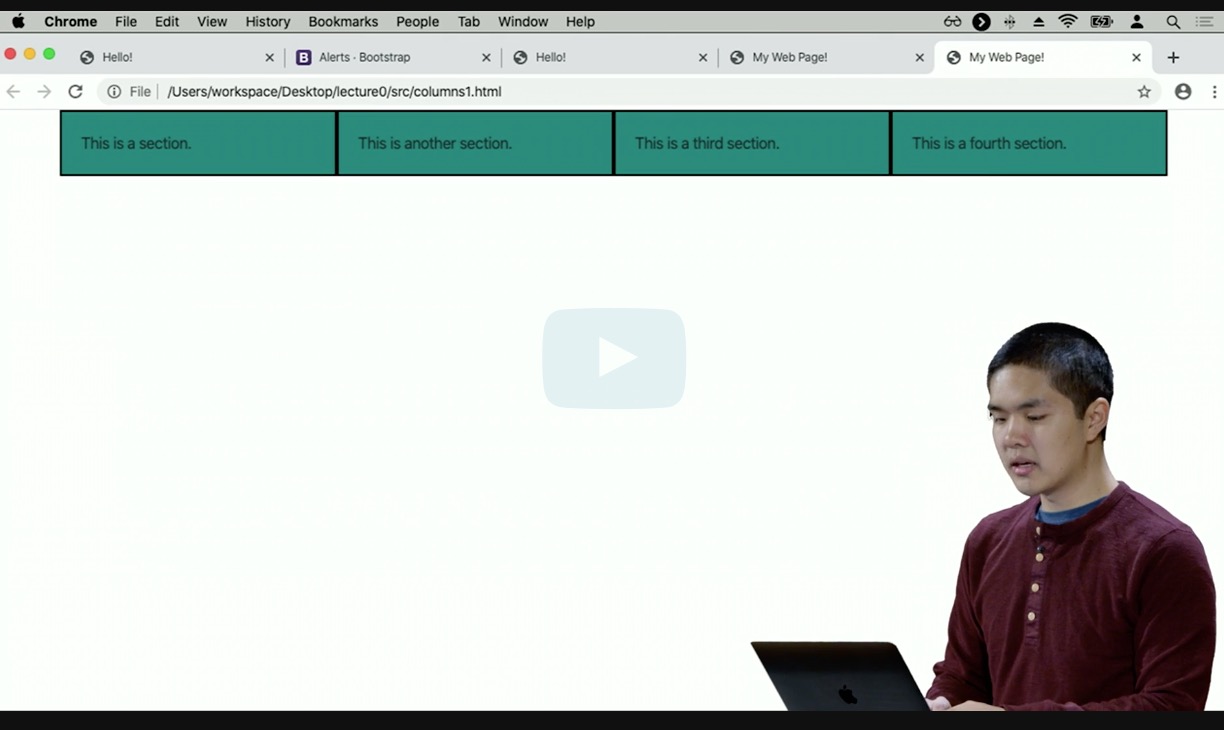 Chrome File Edit View History Bookmarks People Tab Window Help
Hello! B Alerts · Bootstrap Hello! My Web Page! My Web Page!
File /Users/workspace/Desktop/lecture0/src/columns1.html
This is a section. This is another section. This is a third section. This is a fourth section.